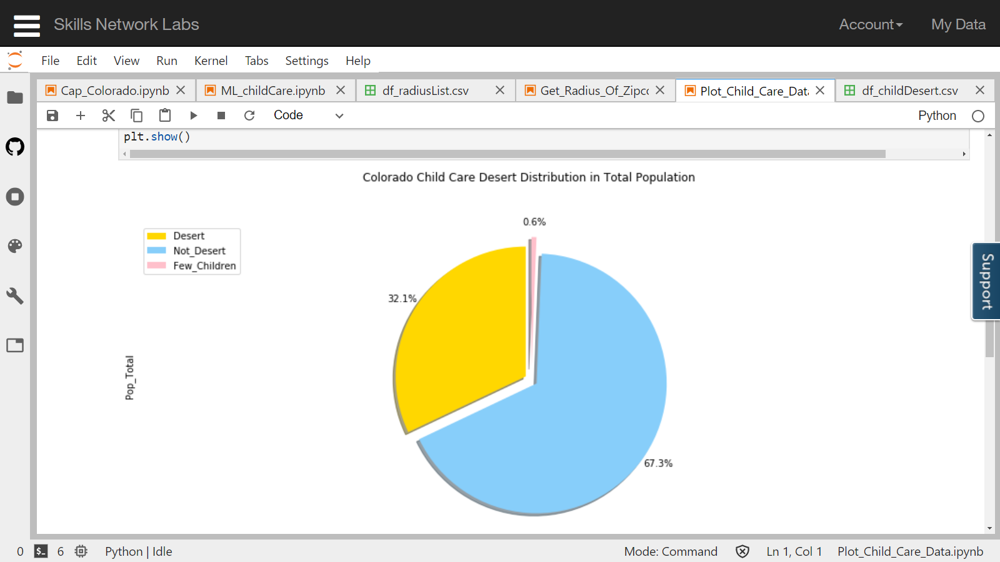 Skills Network Labs
Account
My Data
File Edit View Run Kernel Tabs Settings Help
Cap_Colorado.ipynb
ML_childCare.ipynb
df_radiusList.csv
Get_Radius_Of_Zipc
Plot_Child_Care_Dat
df_childDesert.csv
Code
Python
plt.show()
Colorado Child Care Desert Distribution in Total Population
0.6%
Desert
Not_Desert
Few_Children
32.1%
Support
Pop_Total
67.3%
0 $_ 6 Python | Idle Mode: Command Ln 1, Col 1 Plot_Child_Care_Data.ipynb